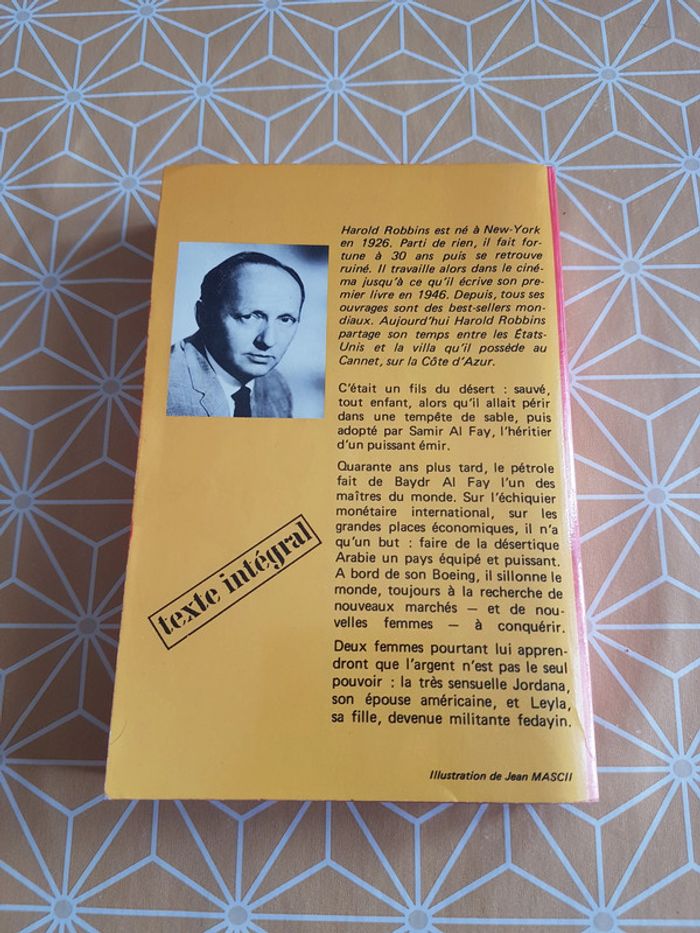 Harold Robbins est né à New-York
en 1926. Parti de rien, il fait for-
tune à 30 ans puis se retrouve
ruiné. Il travaille alors dans le ciné-
ma jusqu'à ce qu'il écrive son pre-
mier livre en 1946. Depuis, tous ses
ouvrages sont des best-sellers mon-
diaux. Aujourd'hui Harold Robbins
partage son temps entre les États-
Unis et la villa qu'il possède au
Cannet, sur la Côte d'Azur.
C'était un fils du désert : sauvé,
tout enfant, alors qu'il allait périr
dans une tempête de sable, puis
adopté par Samir Al Fay, l'héritier
d'un puissant émir.
Quarante ans plus tard, le pétrole
fait de Baydr Al Fay l'un des
maîtres du monde. Sur l'échiquier
monétaire international, sur les
grandes places économiques, il n'a
qu'un but : faire de la désertique
Arabie un pays équipé et puissant.
A bord de son Boeing, il sillonne le
monde, toujours à la recherche de
nouveaux marchés — et de nou-
velles femmes — à conquérir.
Deux femmes pourtant lui appren-
dront que l'argent n'est pas le seul
pouvoir : la très sensuelle Jordana,
son épouse américaine, et Leyla,
sa fille, devenue militante fedayin.
texte intégral
Illustration de Jean MASCII